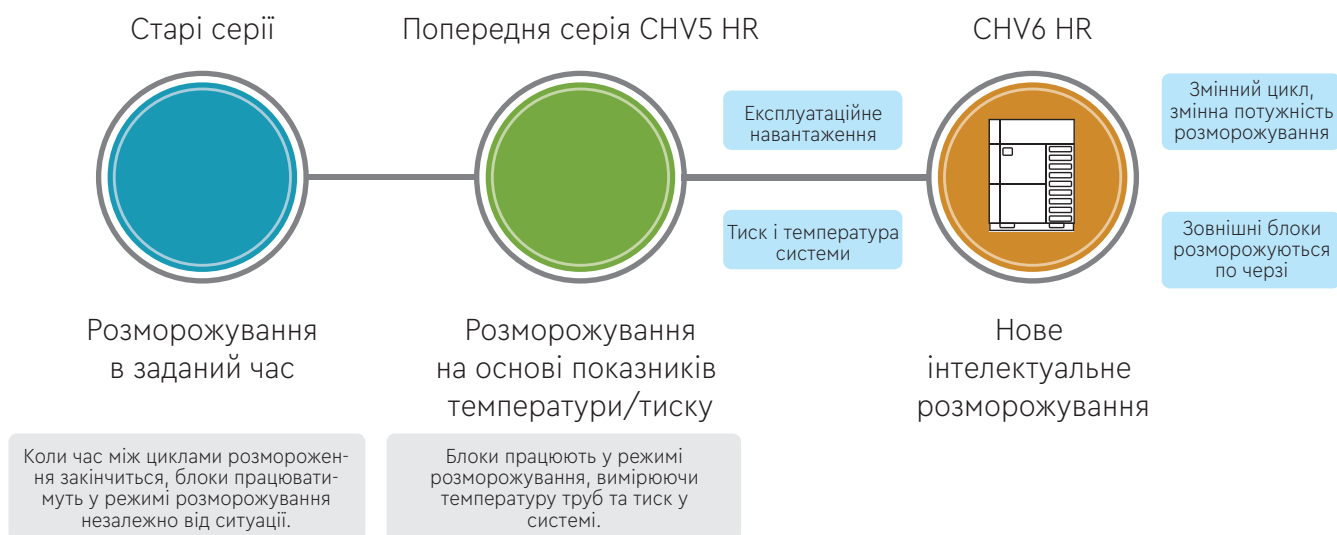 Старі серії
Попередня серія CHV5 HR
CHV6 HR
Експлуатаційне
навантаження
Тиск і температура
системи
Змінний цикл,
змінна потужність
розморожування
Зовнішні блоки
розморожуються
по черзі
Розморожування
в заданий час
Розморожування
на основі показників
температури/тиску
Нове
інтелектуальне
розморожування
Коли час між циклами розморожен-
ня закінчиться, блоки працювати-
муть у режимі розморожування
незалежно від ситуації.
Блоки працюють у режимі
розморожування, вимірюючи
температуру труб та тиск у
системі.